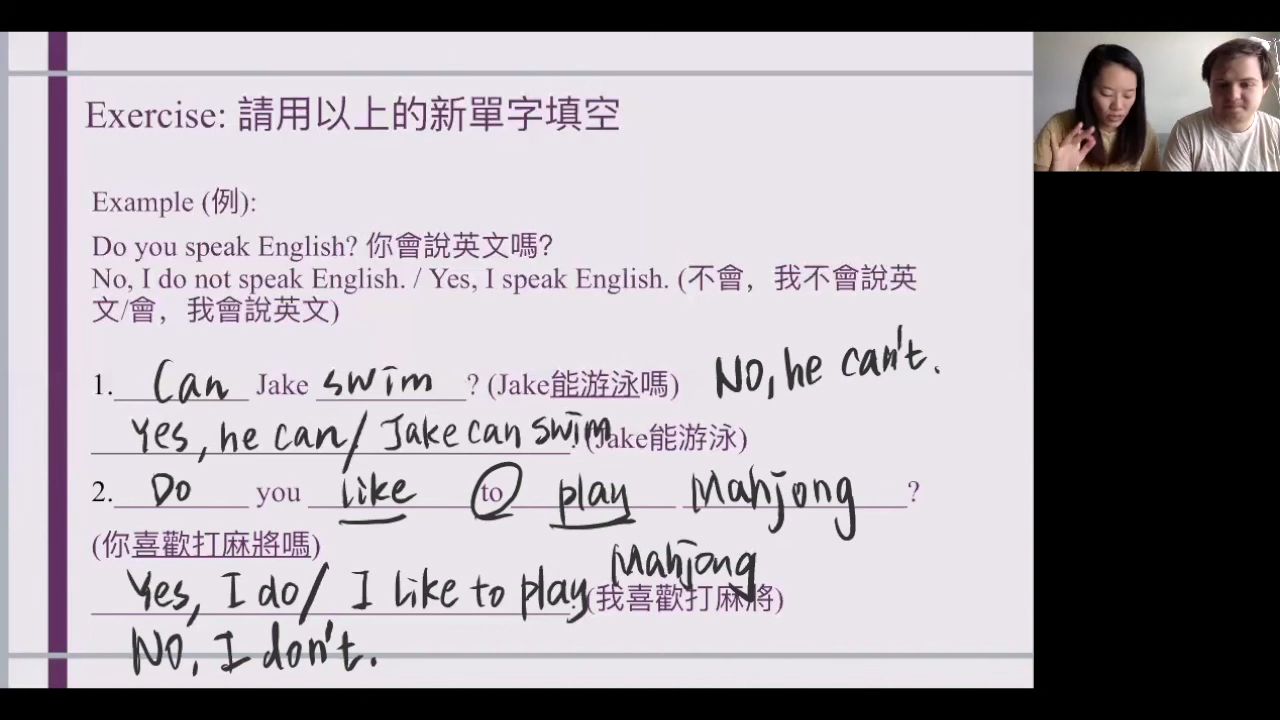 Exercise: 請用以上的新單字填空
Example (例):
Do you speak English? 你會說英文嗎?
No, I do not speak English. / Yes, I speak English. (不會，我不會說英
文/會，我會說英文)
1. Can Jake swim ? (Jake能游泳嗎) No, he can't.
Yes, he can/ Jake can swim (Jake能游泳)
2. Do you like to play Mahjong ?
(你喜歡打麻將嗎)
Yes, I do/ I like to play Mahjong (我喜歡打麻將)
No, I don't.